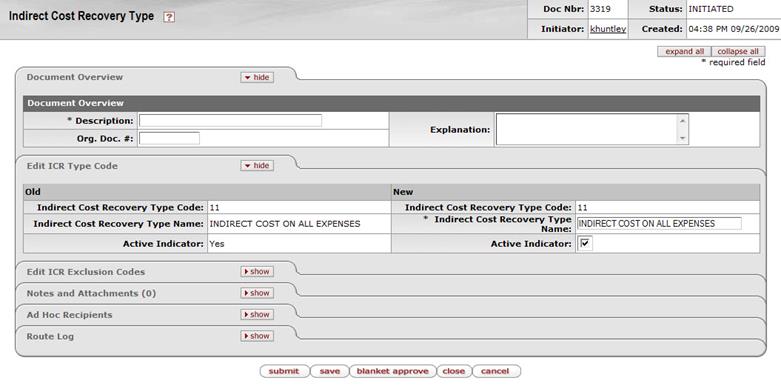 Indirect Cost Recovery Type ?
Doc Nbr: 3319 Status: INITIATED
Initiator: khuntley Created: 04:38 PM 09/26/2009
expand all collapse all
* required field
Document Overview hide
Document Overview
* Description: Explanation:
Org. Doc. #:
Edit ICR Type Code hide
Old New
Indirect Cost Recovery Type Code: 11 Indirect Cost Recovery Type Code: 11
Indirect Cost Recovery Type Name: INDIRECT COST ON ALL EXPENSES * Indirect Cost Recovery Type Name: INDIRECT COST ON ALL EXPENSES
Active Indicator: Yes Active Indicator:
Edit ICR Exclusion Codes show
Notes and Attachments (0) show
Ad Hoc Recipients show
Route Log show
submit save blanket approve close cancel